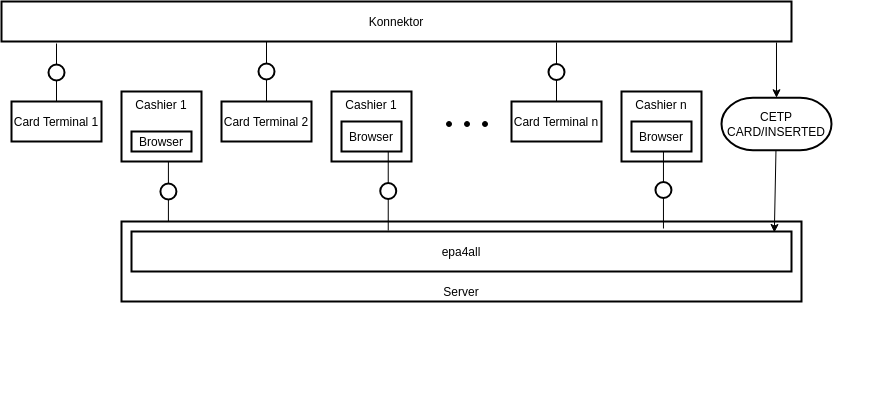 Konnektor
Card Terminal 1
Cashier 1
Browser
Card Terminal 2
Cashier 1
Browser
Card Terminal n
Cashier n
Browser
CETP
CARD/INSERTED
epa4all
Server